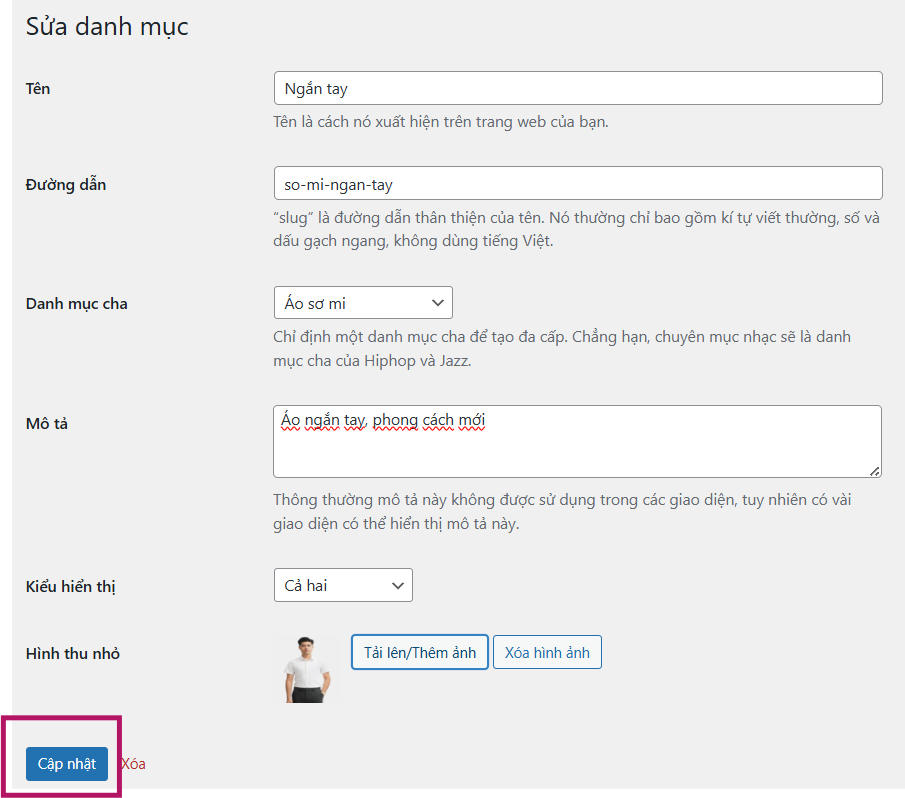 Sửa danh mục
Tên
Ngắn tay
Tên là cách nó xuất hiện trên trang web của bạn.
Đường dẫn
so-mi-ngan-tay
“slug” là đường dẫn thân thiện của tên. Nó thường chỉ bao gồm kí tự viết thường, số và
dấu gạch ngang, không dùng tiếng Việt.
Danh mục cha
Áo sơ mi
Chỉ định một danh mục cha để tạo đa cấp. Chẳng hạn, chuyên mục nhạc sẽ là danh
mục cha của Hiphop và Jazz.
Mô tả
Áo ngắn tay, phong cách mới
Thông thường mô tả này không được sử dụng trong các giao diện, tuy nhiên có vài
giao diện có thể hiển thị mô tả này.
Kiểu hiển thị
Cả hai
Hình thu nhỏ
Tải lên/Thêm ảnh
Xóa hình ảnh
Cập nhật
Xóa